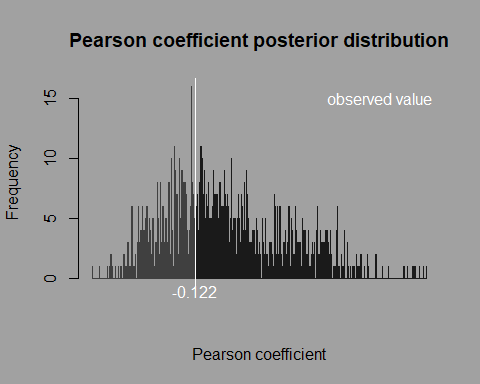 Pearson coefficient posterior distribution
observed value
15
10
5
0
Frequency
-0.122
Pearson coefficient